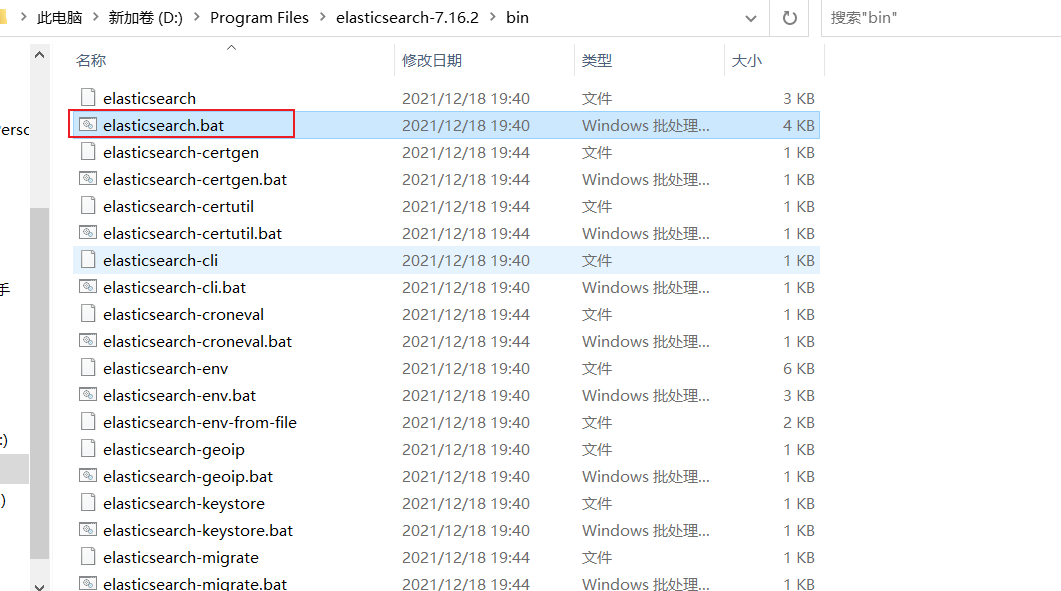 此电脑 > 新加卷 (D:) > Program Files > elasticsearch-7.16.2 > bin
搜索"bin"
名称 修改日期 类型 大小
elasticsearch 2021/12/18 19:40 文件 3 KB
elasticsearch.bat 2021/12/18 19:40 Windows 批处理... 4 KB
elasticsearch-certgen 2021/12/18 19:44 文件 1 KB
elasticsearch-certgen.bat 2021/12/18 19:44 Windows 批处理... 1 KB
elasticsearch-certutil 2021/12/18 19:44 文件 1 KB
elasticsearch-certutil.bat 2021/12/18 19:44 Windows 批处理... 1 KB
elasticsearch-cli 2021/12/18 19:40 文件 1 KB
elasticsearch-cli.bat 2021/12/18 19:40 Windows 批处理... 1 KB
手
elasticsearch-croneval 2021/12/18 19:44 文件 1 KB
elasticsearch-croneval.bat 2021/12/18 19:44 Windows 批处理... 1 KB
elasticsearch-env 2021/12/18 19:40 文件 6 KB
elasticsearch-env.bat 2021/12/18 19:40 Windows 批处理... 3 KB
elasticsearch-env-from-file 2021/12/18 19:40 文件 2 KB
:)
elasticsearch-geoip 2021/12/18 19:40 文件 1 KB
elasticsearch-geoip.bat 2021/12/18 19:40 Windows 批处理... 1 KB
)
elasticsearch-keystore 2021/12/18 19:40 文件 1 KB
elasticsearch-keystore.bat 2021/12/18 19:40 Windows 批处理... 1 KB
elasticsearch-migrate 2021/12/18 19:44 文件 1 KB
elasticsearch-migrate.bat 2021/12/18 19:44 Windows 批处理... 1 KB